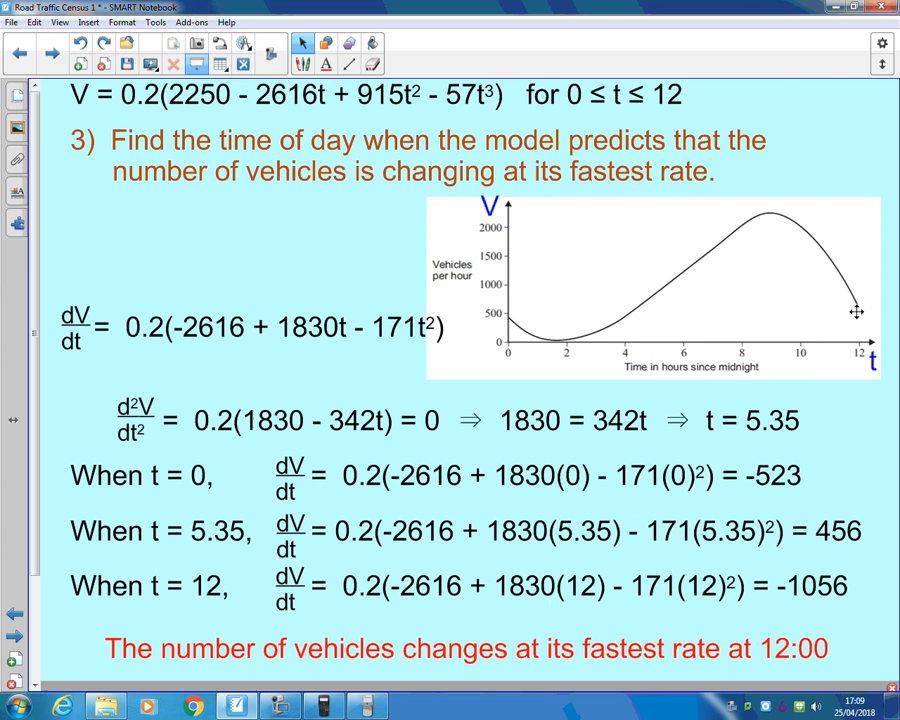 Road Traffic Census 1 * - SMART Notebook
File Edit View Insert Format Tools Add-ons Help
V = 0.2(2250 - 2616t + 915t² - 57t³) for 0 ≤ t ≤ 12
3) Find the time of day when the model predicts that the
number of vehicles is changing at its fastest rate.
V
2000
1500
Vehicles
per hour
1000
500
0
0 2 4 6 8 10 12 t
Time in hours since midnight
dV/dt = 0.2(-2616 + 1830t - 171t²)
d²V/dt² = 0.2(1830 - 342t) = 0 ⇒ 1830 = 342t ⇒ t = 5.35
When t = 0, dV/dt = 0.2(-2616 + 1830(0) - 171(0)²) = -523
When t = 5.35, dV/dt = 0.2(-2616 + 1830(5.35) - 171(5.35)²) = 456
When t = 12, dV/dt = 0.2(-2616 + 1830(12) - 171(12)²) = -1056
The number of vehicles changes at its fastest rate at 12:00
17:09
25/04/2018